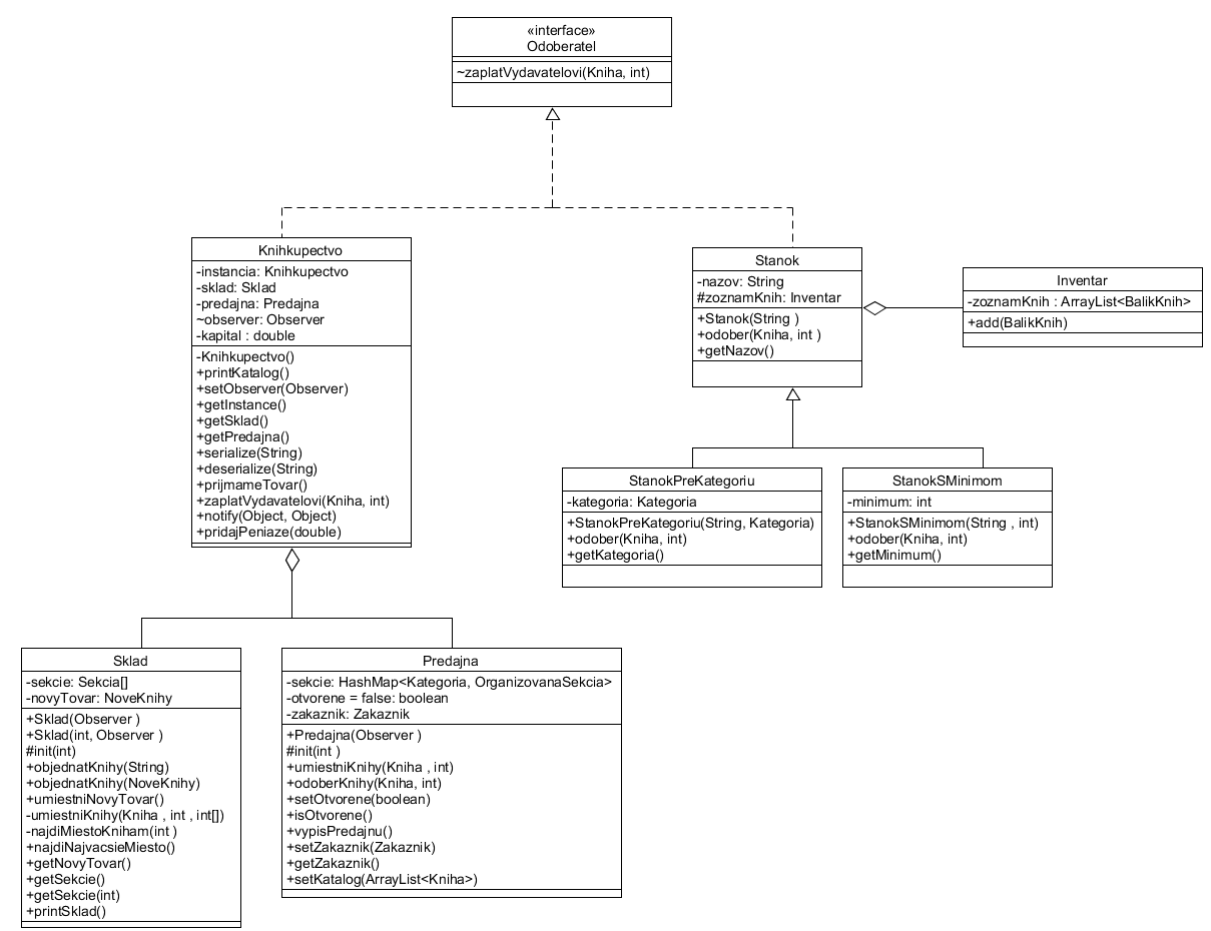 «interface»
Odoberatel
~zaplatVydavatelovi(Kniha, int)
Knihkupectvo
-instancia: Knihkupectvo
-sklad: Sklad
-predajna: Predajna
~observer: Observer
-kapital : double
-Knihkupectvo()
+printKatalog()
+setObserver(Observer)
+getInstance()
+getSklad()
+getPredajna()
+serialize(String)
+deserialize(String)
+prijmameTovar()
+zaplatVydavatelovi(Kniha, int)
+notify(Object, Object)
+pridajPeniaze(double)
Stanok
-nazov: String
#zoznamKnih: Inventar
+Stanok(String )
+odober(Kniha, int )
+getNazov()
Inventar
-zoznamKnih : ArrayList<BalikKnih>
+add(BalikKnih)
StanokPreKategoriu
-kategoria: Kategoria
+StanokPreKategoriu(String, Kategoria)
+odober(Kniha, int)
+getKategoria()
StanokSMinimom
-minimum: int
+StanokSMinimom(String , int)
+odober(Kniha, int)
+getMinimum()
Sklad
-sekcie: Sekcia[]
-novyTovar: NoveKnihy
+Sklad(Observer )
+Sklad(int, Observer )
#init(int)
+objednatKnihy(String)
+objednatKnihy(NoveKnihy)
+umiestniNovyTovar()
-umiestniKnihy(Kniha , int , int[])
-najdiMiestoKniham(int )
+najdiNajvacsieMiesto()
+getNovyTovar()
+getSekcie()
+getSekcie(int)
+printSklad()
Predajna
-sekcie: HashMap<Kategoria, OrganizovanaSekcia>
-otvorene = false: boolean
-zakaznik: Zakaznik
+Predajna(Observer )
#init(int )
+umiestniKnihy(Kniha , int)
+odoberKnihy(Kniha, int)
+setOtvorene(boolean)
+isOtvorene()
+vypisPredajnu()
+setZakaznik(Zakaznik)
+getZakaznik()
+setKatalog(ArrayList<Kniha>)